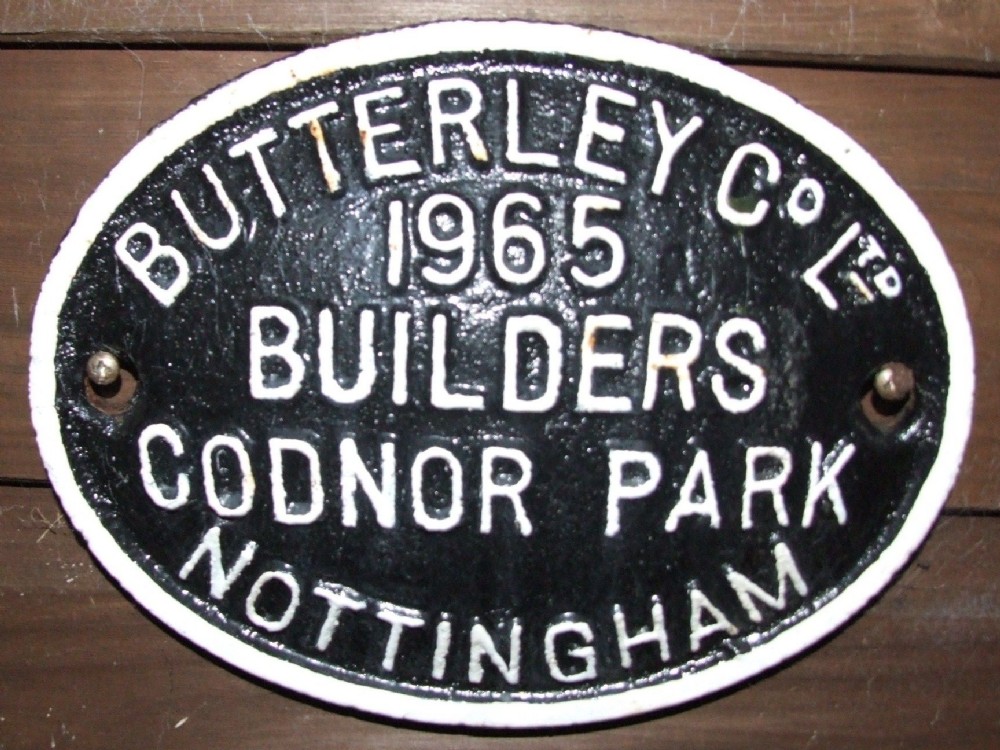 BUTTERLEY Co LTD
1965
BUILDERS
CODNOR PARK
NOTTINGHAM